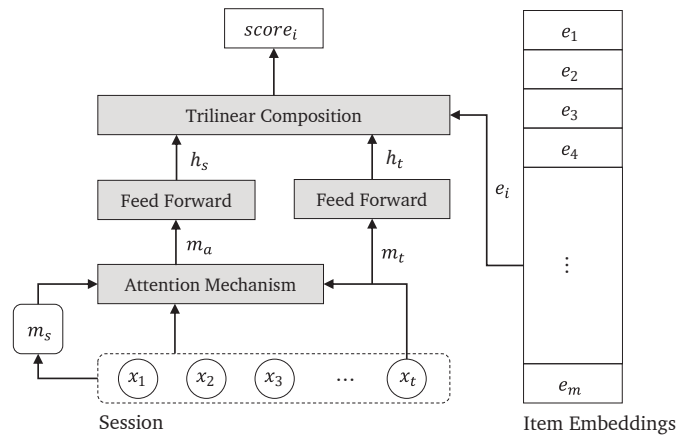 score_i
e_1
e_2
Trilinear Composition
e_3
h_s
h_t
e_4
Feed Forward
Feed Forward
e_i
m_a
m_t
Attention Mechanism
⋮
m_s
x_1 x_2 x_3 ... x_t
e_m
Session
Item Embeddings